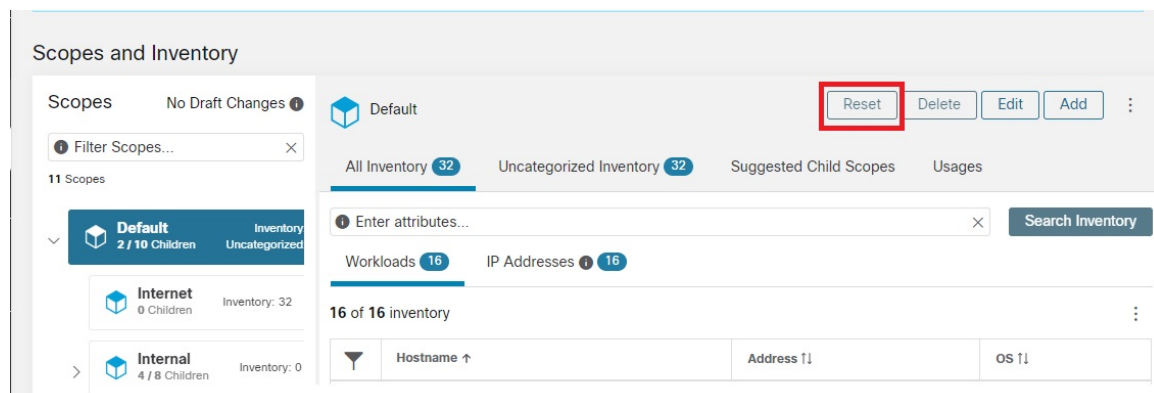 Scopes and Inventory
Scopes No Draft Changes
Filter Scopes...
11 Scopes
Default Inventory
2 / 10 Children Uncategorized
Internet
0 Children Inventory: 32
Internal
4 / 8 Children Inventory: 0
Default Reset Delete Edit Add
All Inventory 32 Uncategorized Inventory 32 Suggested Child Scopes Usages
Enter attributes... Search Inventory
Workloads 16 IP Addresses 16
16 of 16 inventory
Hostname ↑ Address ↑↓ OS ↑↓